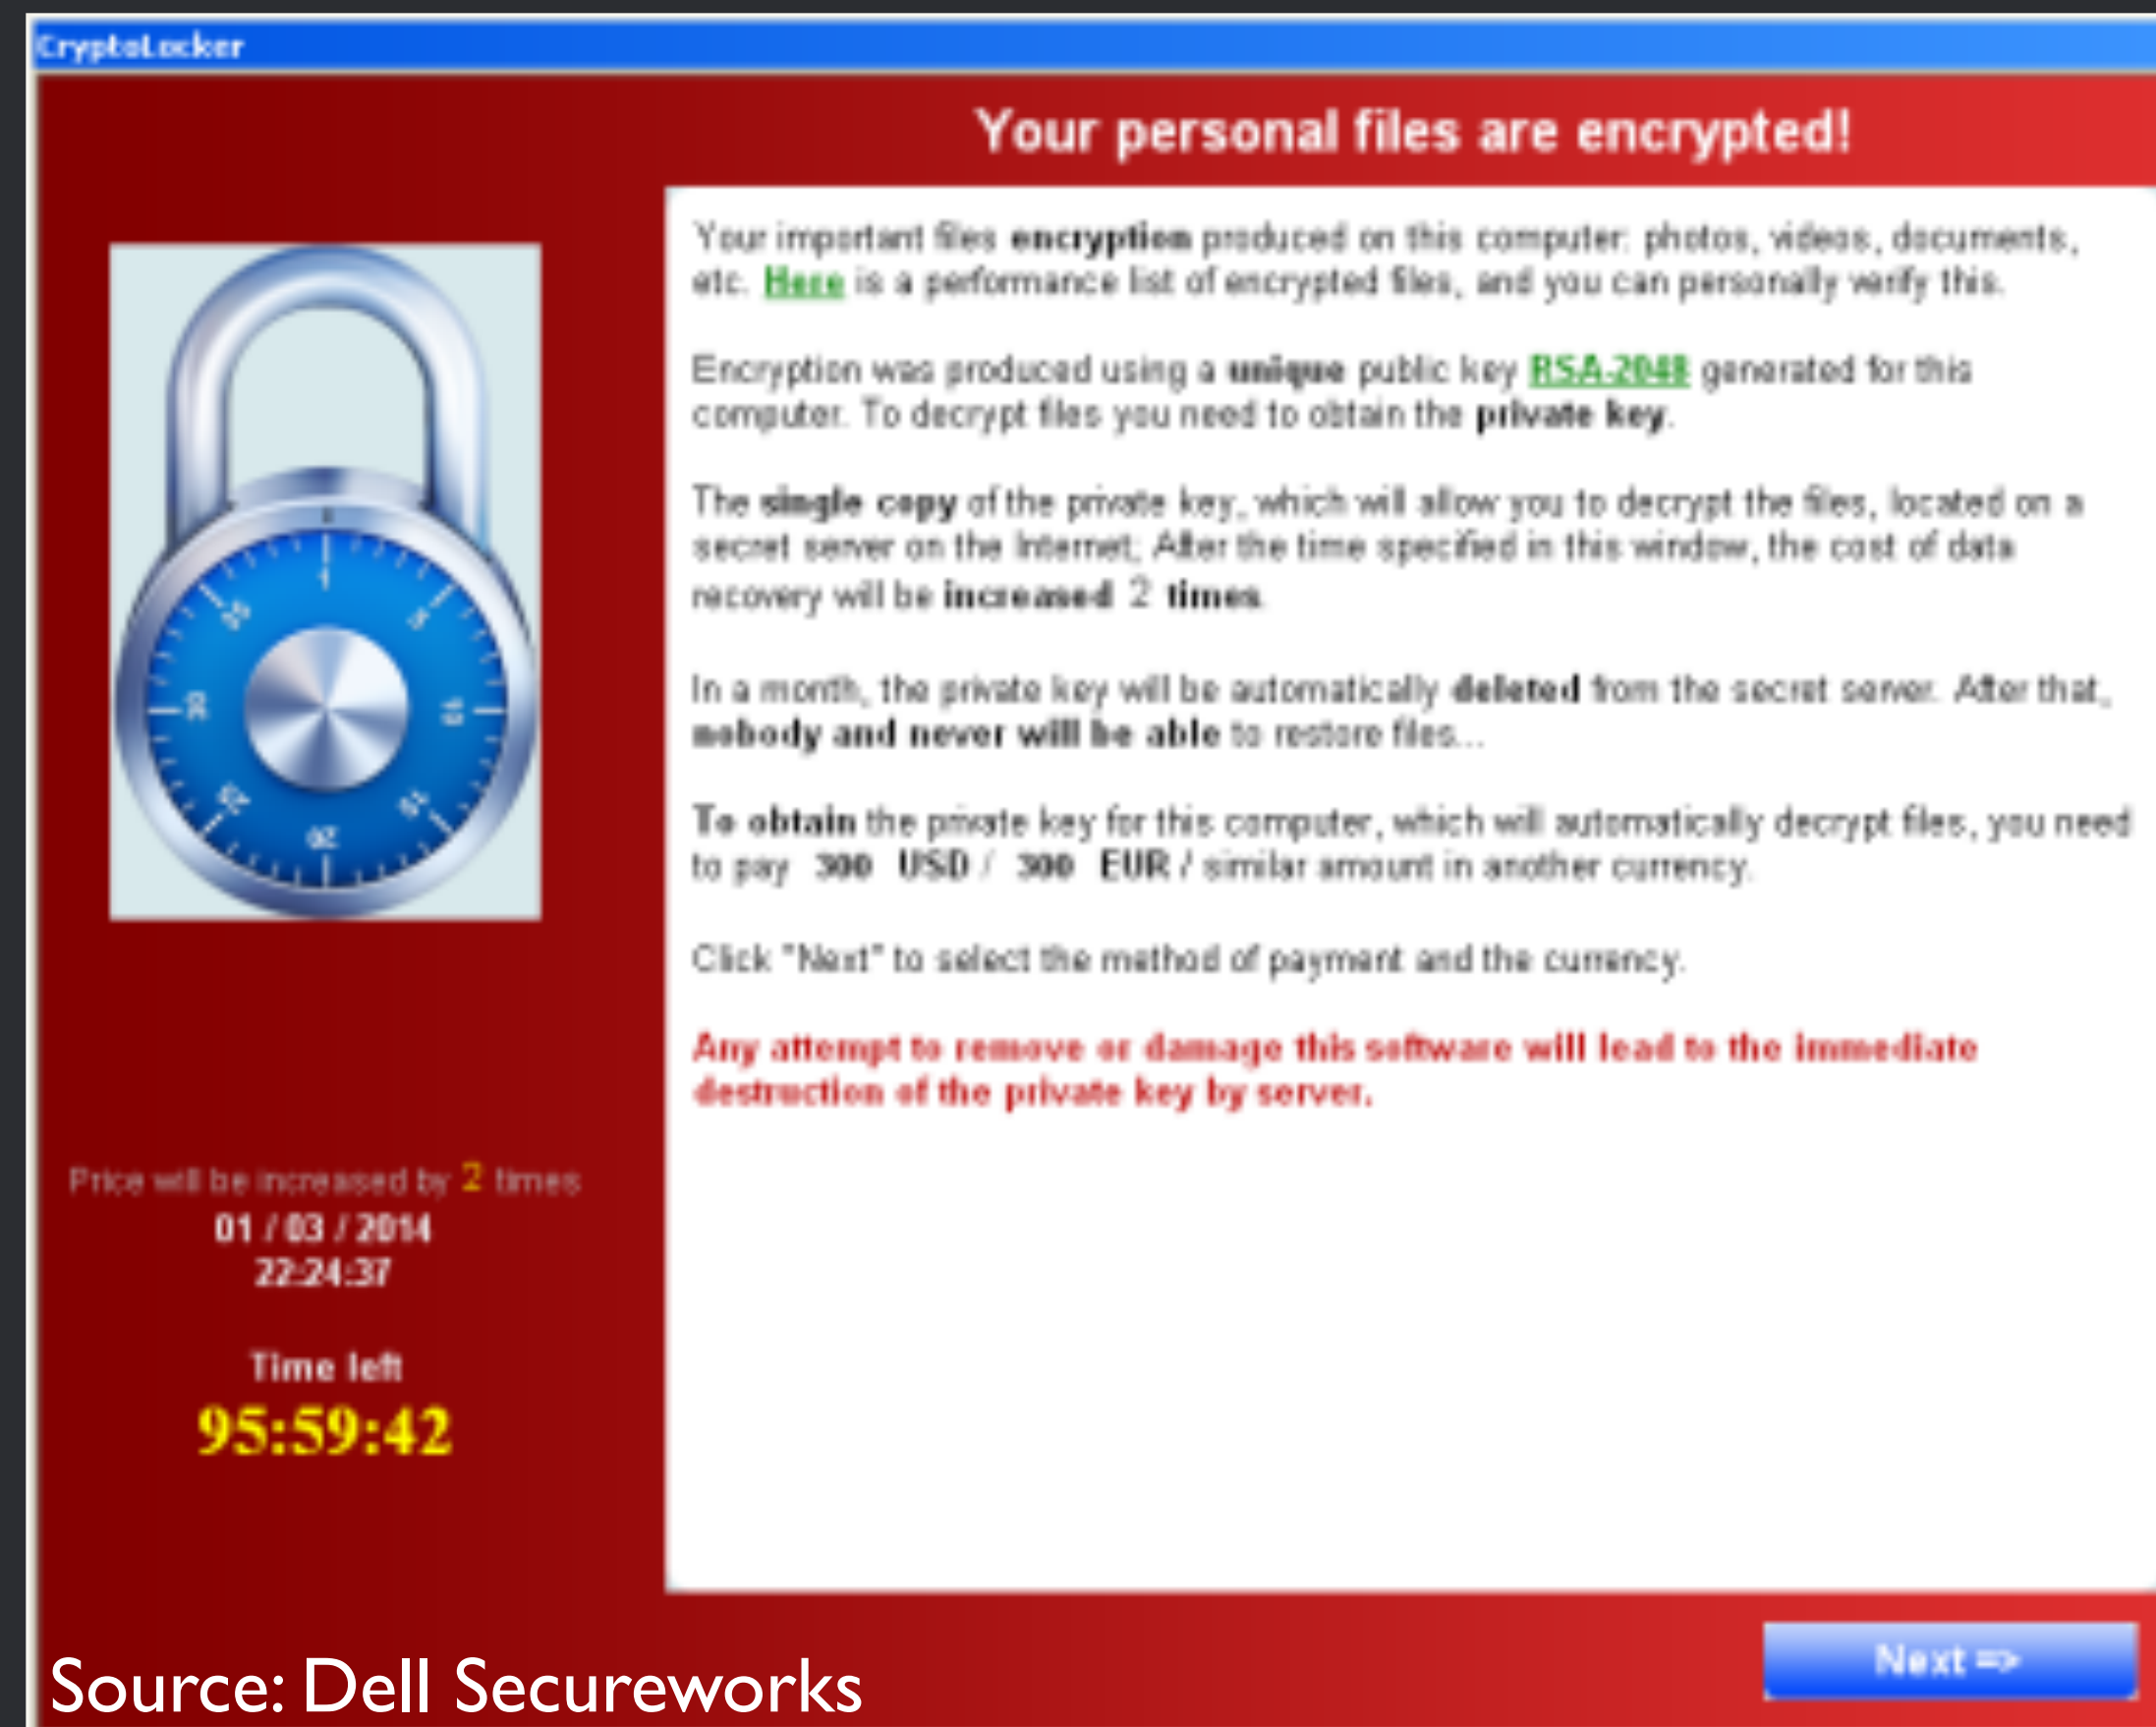 CryptoLocker
Your personal files are encrypted!
Your important files encryption produced on this computer: photos, videos, documents,
etc. Here is a performance list of encrypted files, and you can personally verify this.
Encryption was produced using a unique public key RSA-2048 generated for this
computer. To decrypt files you need to obtain the private key.
The single copy of the private key, which will allow you to decrypt the files, located on a
secret server on the Internet; After the time specified in this window, the cost of data
recovery will be increased 2 times.
In a month, the private key will be automatically deleted from the secret server. After that,
nobody and never will be able to restore files...
To obtain the private key for this computer, which will automatically decrypt files, you need
to pay 300 USD / 300 EUR / similar amount in another currency.
Click "Next" to select the method of payment and the currency.
Any attempt to remove or damage this software will lead to the immediate
destruction of the private key by server.
Price will be increased by 2 times
01 / 03 / 2014
22:24:37
Time left
95:59:42
Next =>
Source: Dell Secureworks